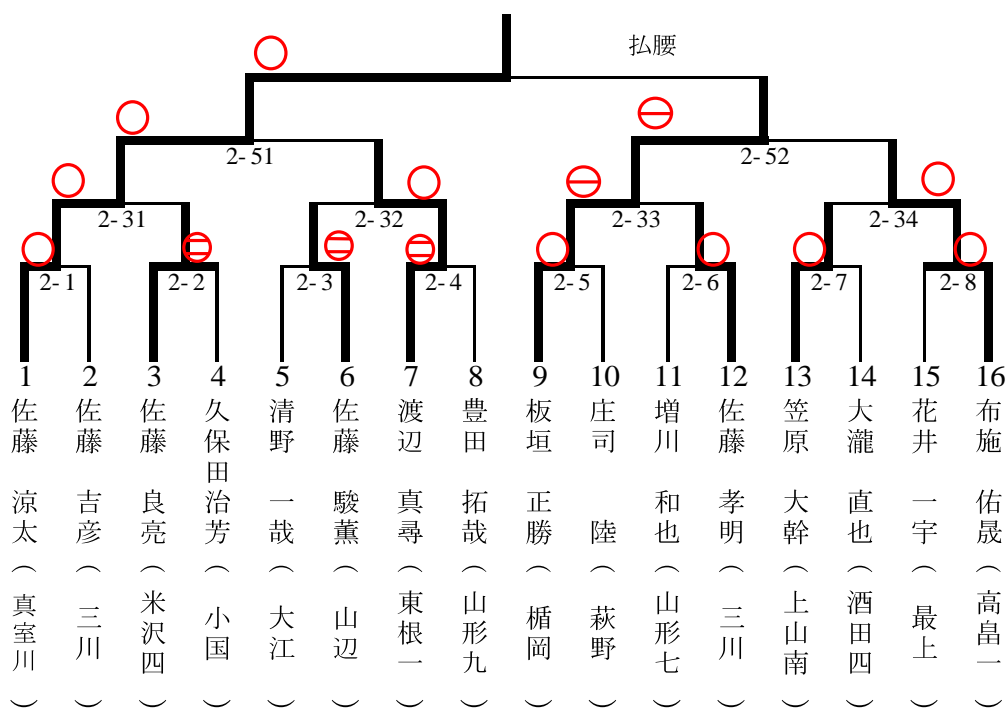 払腰
2-51
2-52
2-31
2-32
2-33
2-34
2-1
2-2
2-3
2-4
2-5
2-6
2-7
2-8
1 佐藤 涼太(真室川)
2 佐藤 吉彦(三川)
3 佐藤 良亮(米沢四)
4 久保田治芳(小国)
5 清野 一哉(大江)
6 佐藤 駿薫(山辺)
7 渡辺 真尋(東根一)
8 豊田 拓哉(山形九)
9 板垣 正勝(楯岡)
10 庄司 陸(萩野)
11 増川 和也(山形七)
12 佐藤 孝明(三川)
13 笠原 大幹(上山南)
14 大瀧 直也(酒田四)
15 花井 一宇(最上)
16 布施 佑晟(高畠一)